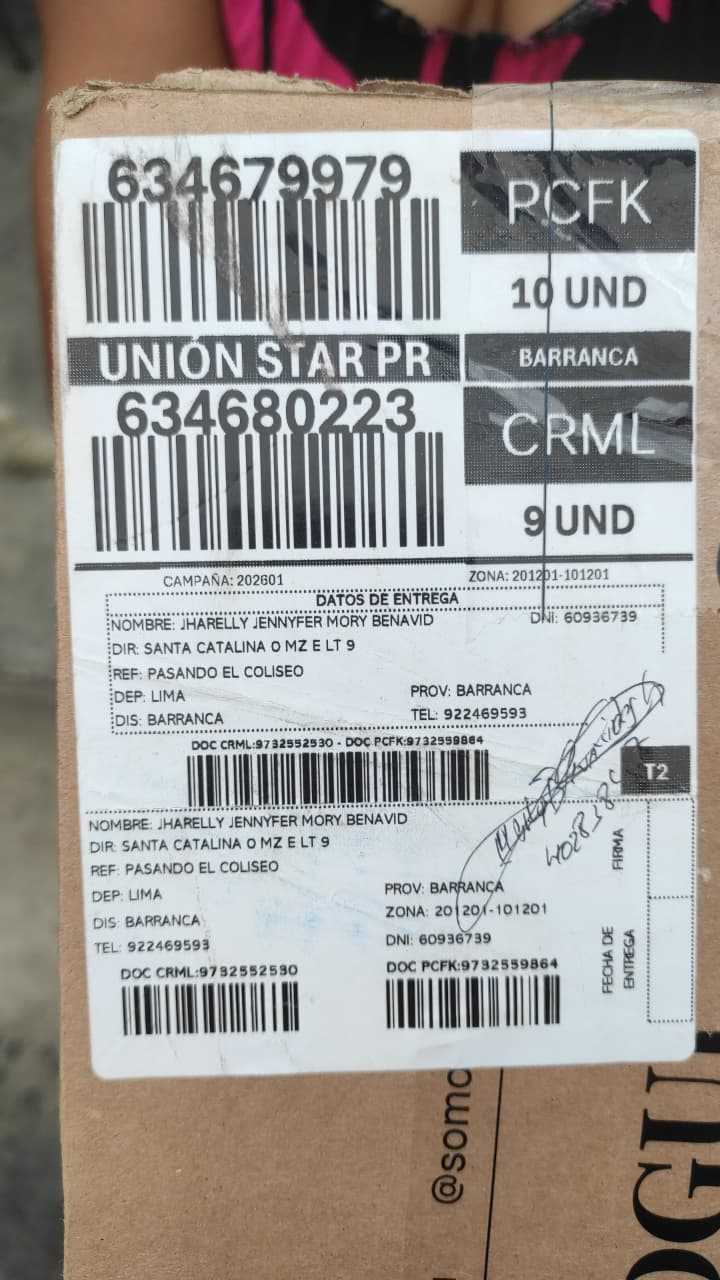 634679979
PCFK
10 UND
UNIÓN STAR PR
BARRANCA
634680223
CRML
9 UND
CAMPAÑA: 202601
ZONA: 201201-101201
DATOS DE ENTREGA
NOMBRE: JHARELLY JENNYFER MORY BENAVID
DNI: 60936739
DIR: SANTA CATALINA O MZ E LT 9
REF: PASANDO EL COLISEO
DEP: LIMA
PROV: BARRANCA
DIS: BARRANCA
TEL: 922469593
DOC CRML:9732552530 - DOC PCFK:9732559864
T2
NOMBRE: JHARELLY JENNYFER MORY BENAVID
DIR: SANTA CATALINA O MZ E LT 9
REF: PASANDO EL COLISEO
DEP: LIMA
PROV: BARRANCA
ZONA: 201201-101201
DIS: BARRANCA
TEL: 922469593
DNI: 60936739
DOC CRML:9732552530
DOC PCFK:9732559864
FIRMA
FECHA DE
ENTREGA
@somo
OGUE